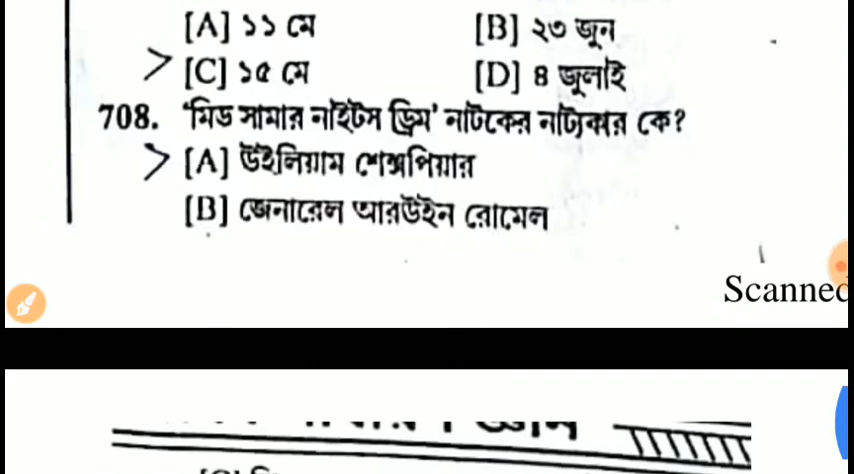 [A] ১১ মে [B] ২৩ জুন
[C] ১৫ মে [D] ৪ জুলাই
708. ‘মিড সামার নাইটস ড্রিম’ নাটকের নাট্যকার কে?
[A] উইলিয়াম শেক্সপিয়ার
[B] জেনারেল আরউইন রোমেল
Scanned